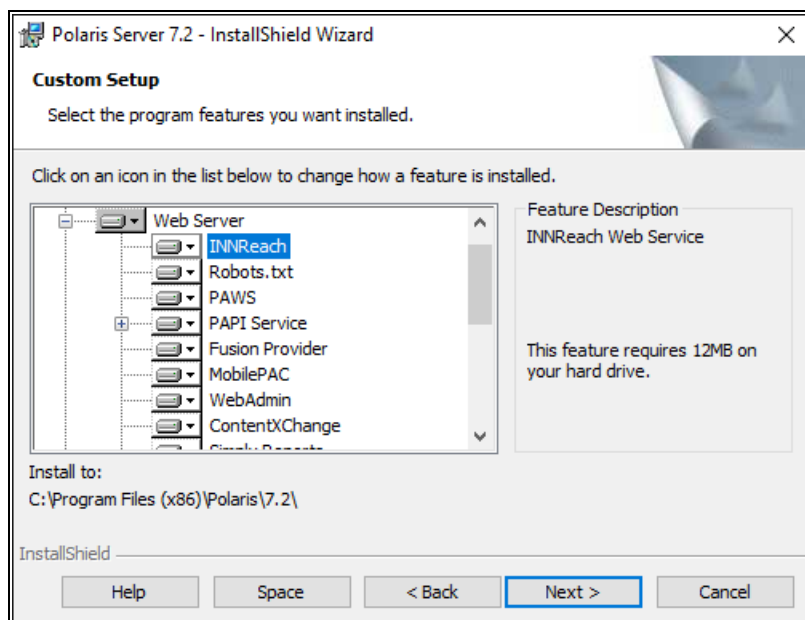 Polaris Server 7.2 - InstallShield Wizard
Custom Setup
Select the program features you want installed.
Click on an icon in the list below to change how a feature is installed.
Web Server
INNReach
Robots.txt
PAWS
PAPI Service
Fusion Provider
MobilePAC
WebAdmin
ContentXChange
Simply Reports
Feature Description
INNReach Web Service
This feature requires 12MB on
your hard drive.
Install to:
C:\Program Files (x86)\Polaris\7.2\
InstallShield
Help
Space
< Back
Next >
Cancel